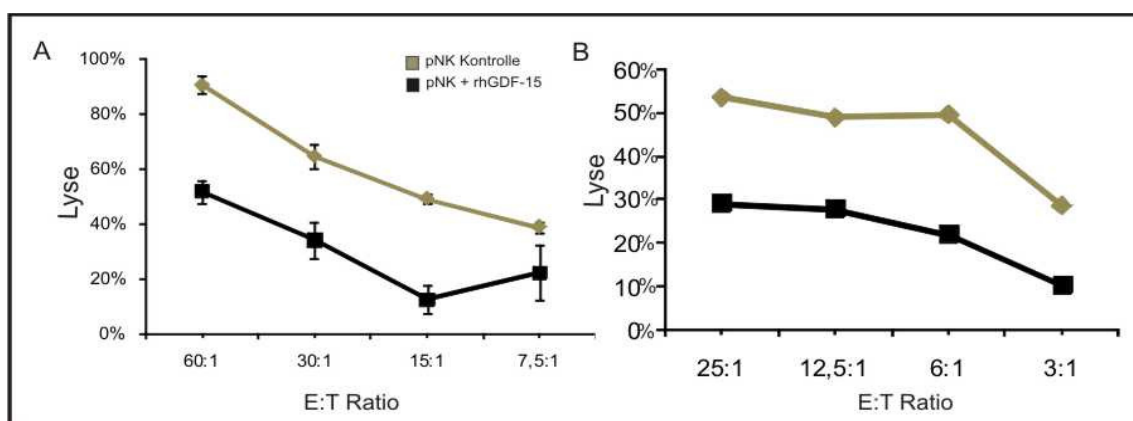 A
pNK Kontrolle
pNK + rhGDF-15
100%
80%
60%
40%
20%
0%
Lyse
60:1 30:1 15:1 7,5:1
E:T Ratio
B
60%
50%
40%
30%
20%
10%
0%
Lyse
25:1 12,5:1 6:1 3:1
E:T Ratio